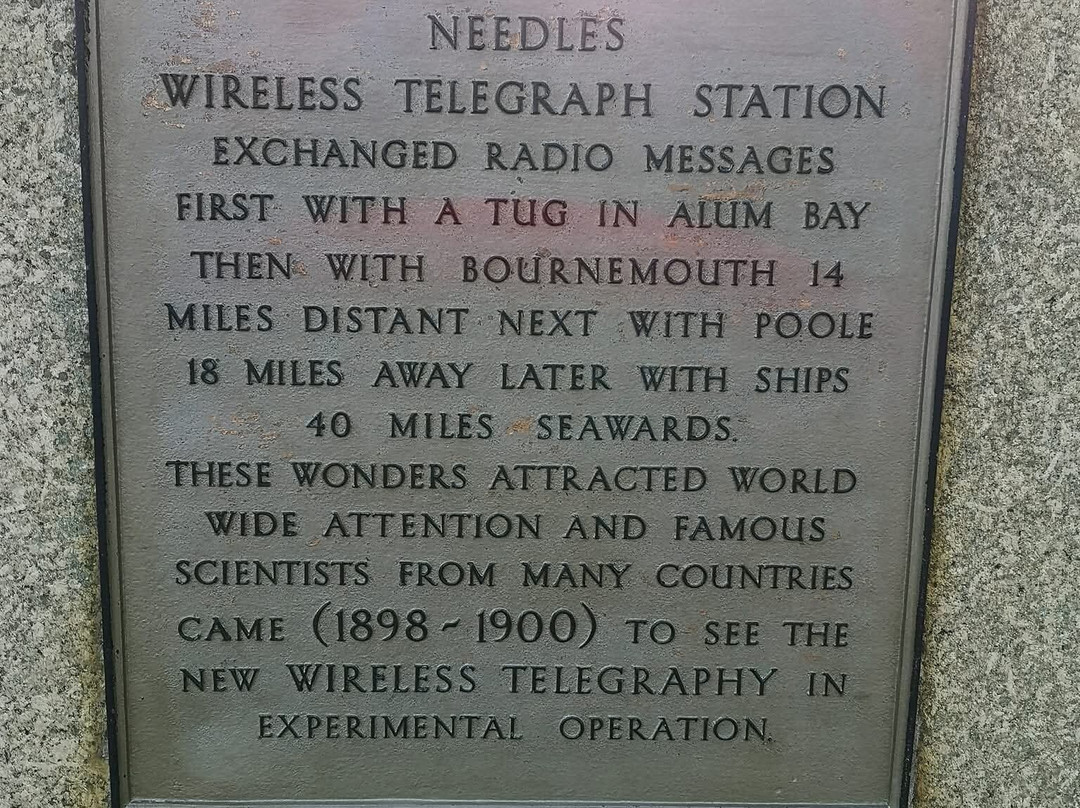 NEEDLES
WIRELESS TELEGRAPH STATION
EXCHANGED RADIO MESSAGES
FIRST WITH A TUG IN ALUM BAY
THEN WITH BOURNEMOUTH 14
MILES DISTANT NEXT WITH POOLE
18 MILES AWAY LATER WITH SHIPS
40 MILES SEAWARDS.
THESE WONDERS ATTRACTED WORLD
WIDE ATTENTION AND FAMOUS
SCIENTISTS FROM MANY COUNTRIES
CAME (1898~1900) TO SEE THE
NEW WIRELESS TELEGRAPHY IN
EXPERIMENTAL OPERATION.